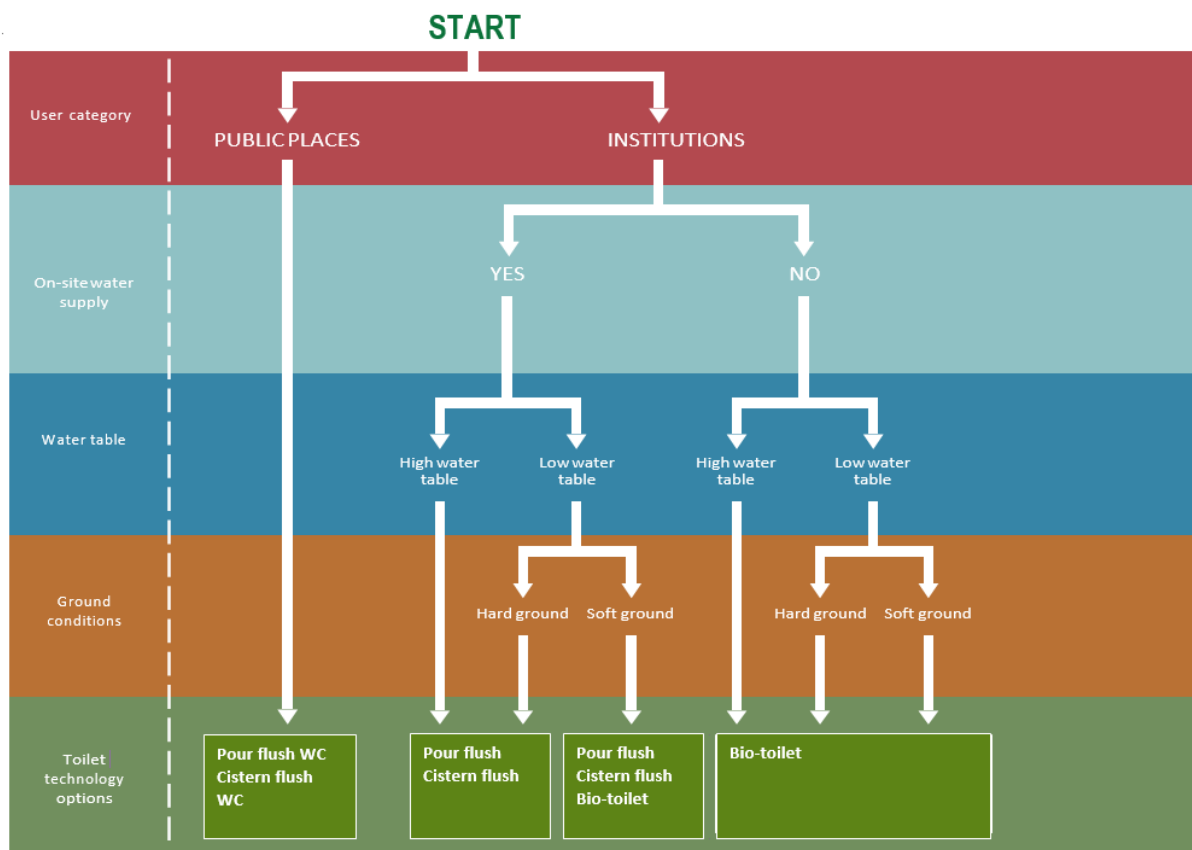 START
User category
PUBLIC PLACES
INSTITUTIONS
On-site water
supply
YES
NO
Water table
High water
table
Low water
table
High water
table
Low water
table
Ground
conditions
Hard ground
Soft ground
Hard ground
Soft ground
Toilet
technology
options
Pour flush WC
Cistern flush
WC
Pour flush
Cistern flush
Pour flush
Cistern flush
Bio-toilet
Bio-toilet